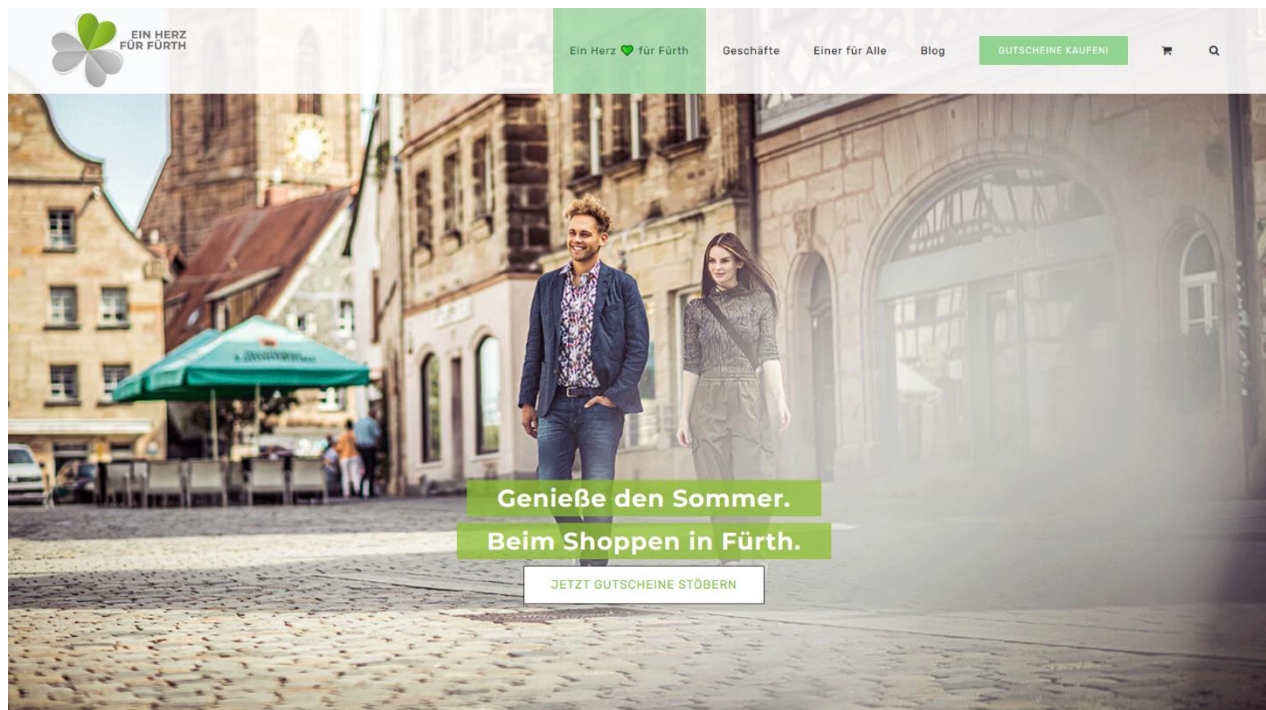 EIN HERZ
FÜR FÜRTH
Ein Herz 💚 für Fürth
Geschäfte
Einer für Alle
Blog
GUTSCHEINE KAUFEN!
Genieße den Sommer.
Beim Shoppen in Fürth.
JETZT GUTSCHEINE STÖBERN